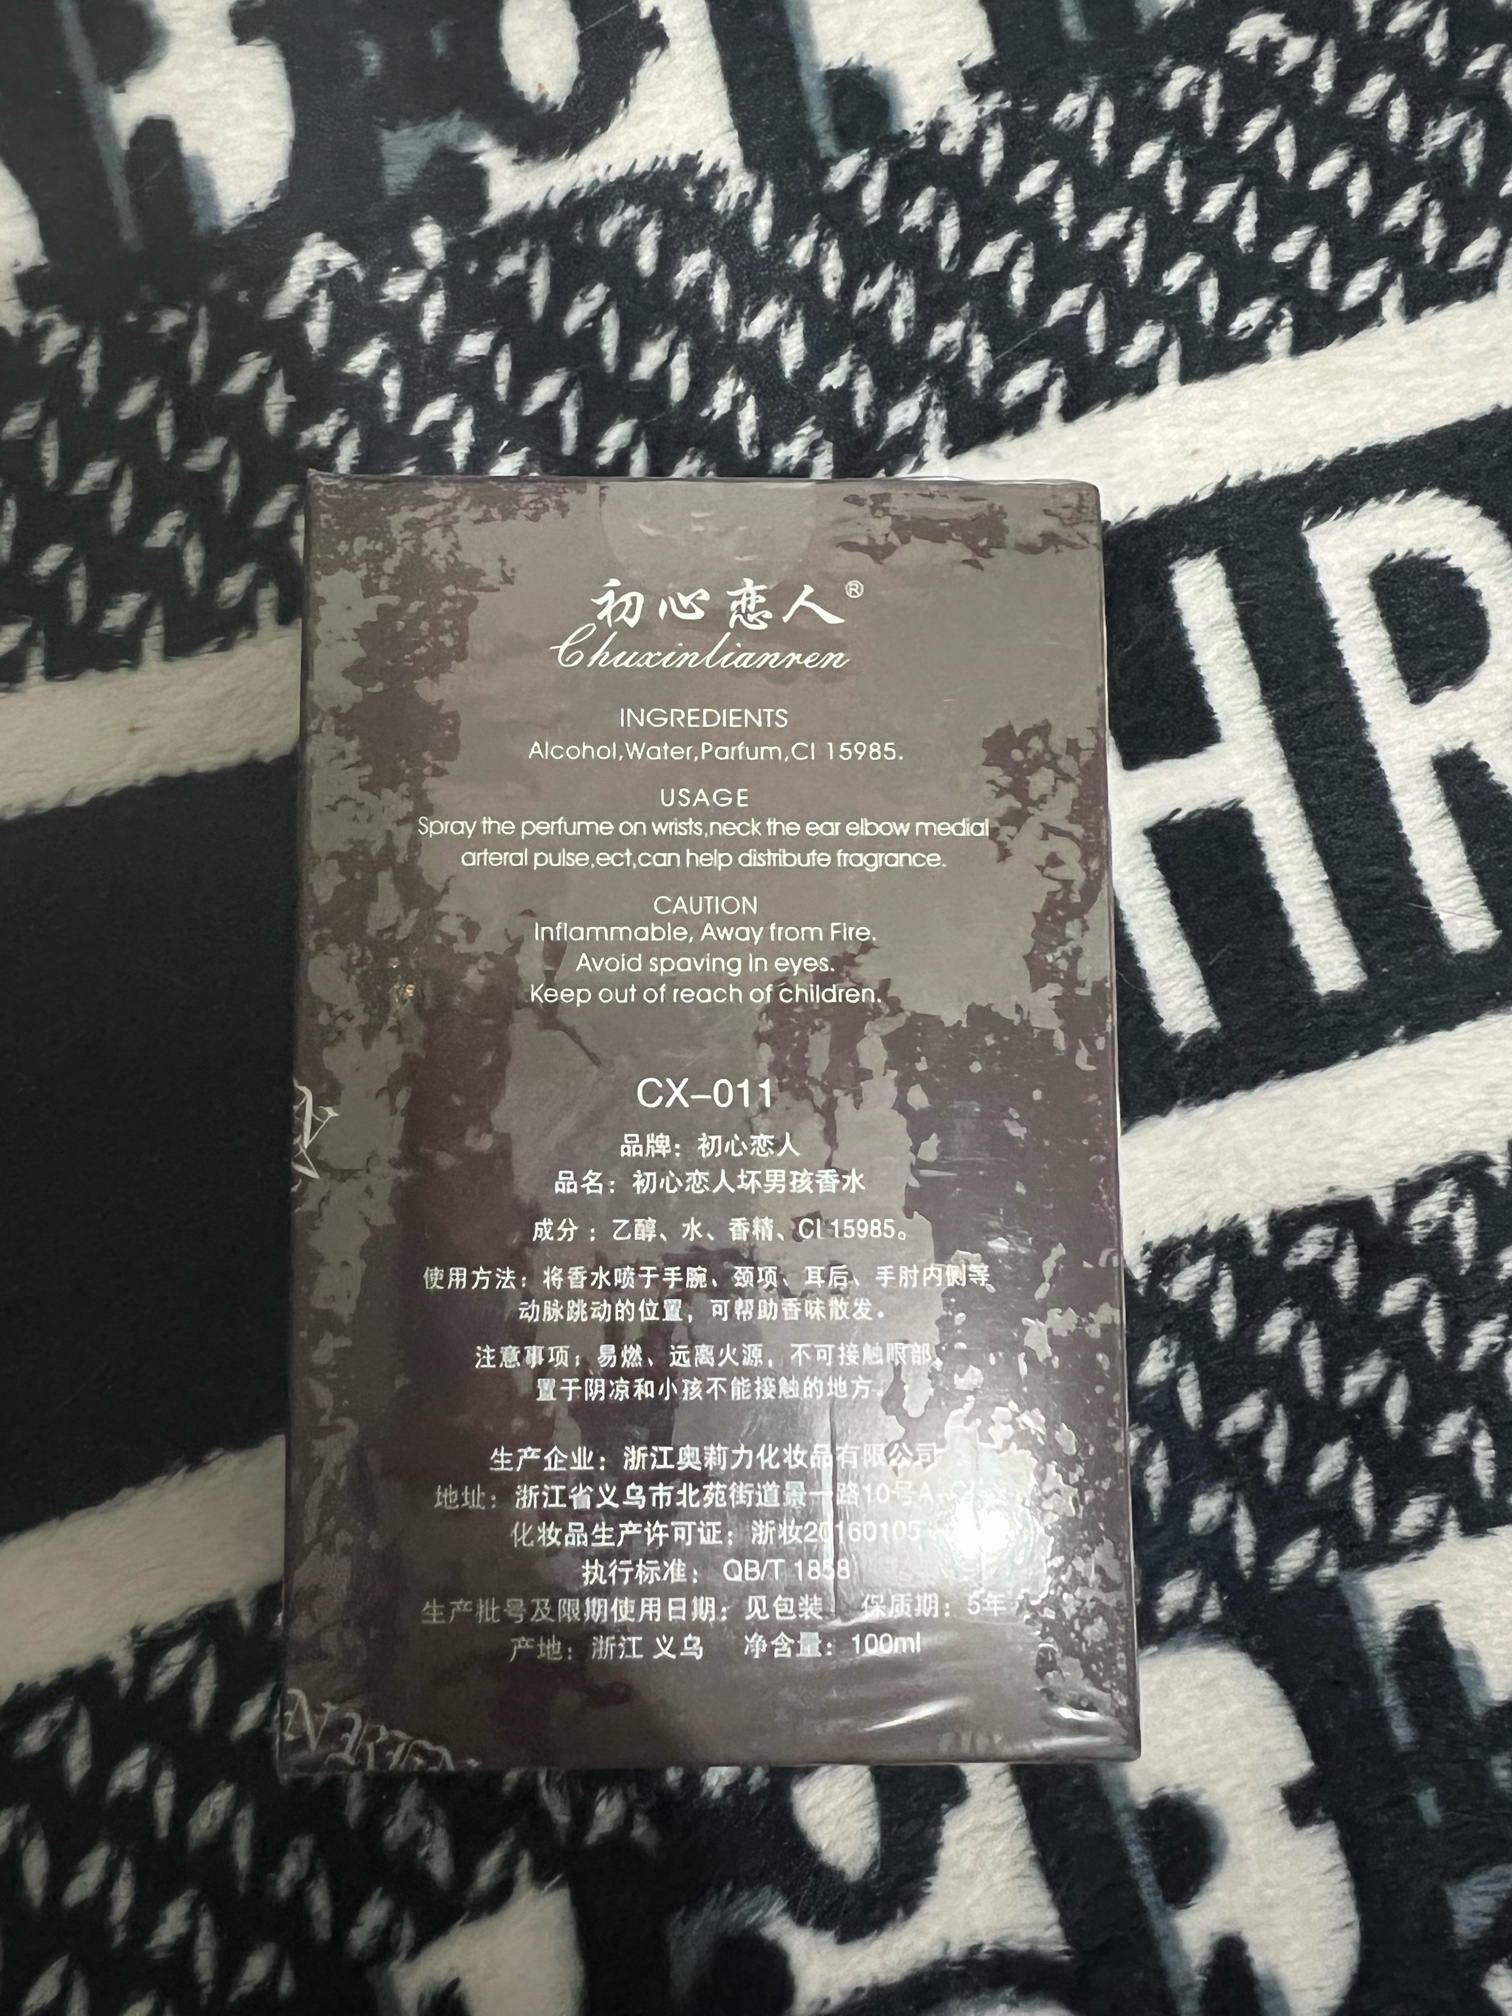 初心恋人®
Chuxinlianren
INGREDIENTS
Alcohol,Water,Parfum,CI 15985.
USAGE
Spray the perfume on wrists,neck the ear elbow medial
arteral pulse,ect,can help distribute fragrance.
CAUTION
Inflammable, Away from Fire.
Avoid spaving in eyes.
Keep out of reach of children.
CX-011
品牌：初心恋人
品名：初心恋人坏男孩香水
成分：乙醇、水、香精、CI 15985。
使用方法：将香水喷于手腕、颈项、耳后、手肘内侧等
动脉跳动的位置，可帮助香味散发。
注意事项：易燃、远离火源，不可接触眼部，
置于阴凉和小孩不能接触的地方。
生产企业：浙江奥莉力化妆品有限公司
地址：浙江省义乌市北苑街道景一路10号A
化妆品生产许可证：浙妆20160105
执行标准：QB/T 1858
生产批号及限期使用日期：见包装 保质期：5年
产地：浙江 义乌 净含量：100ml
HR